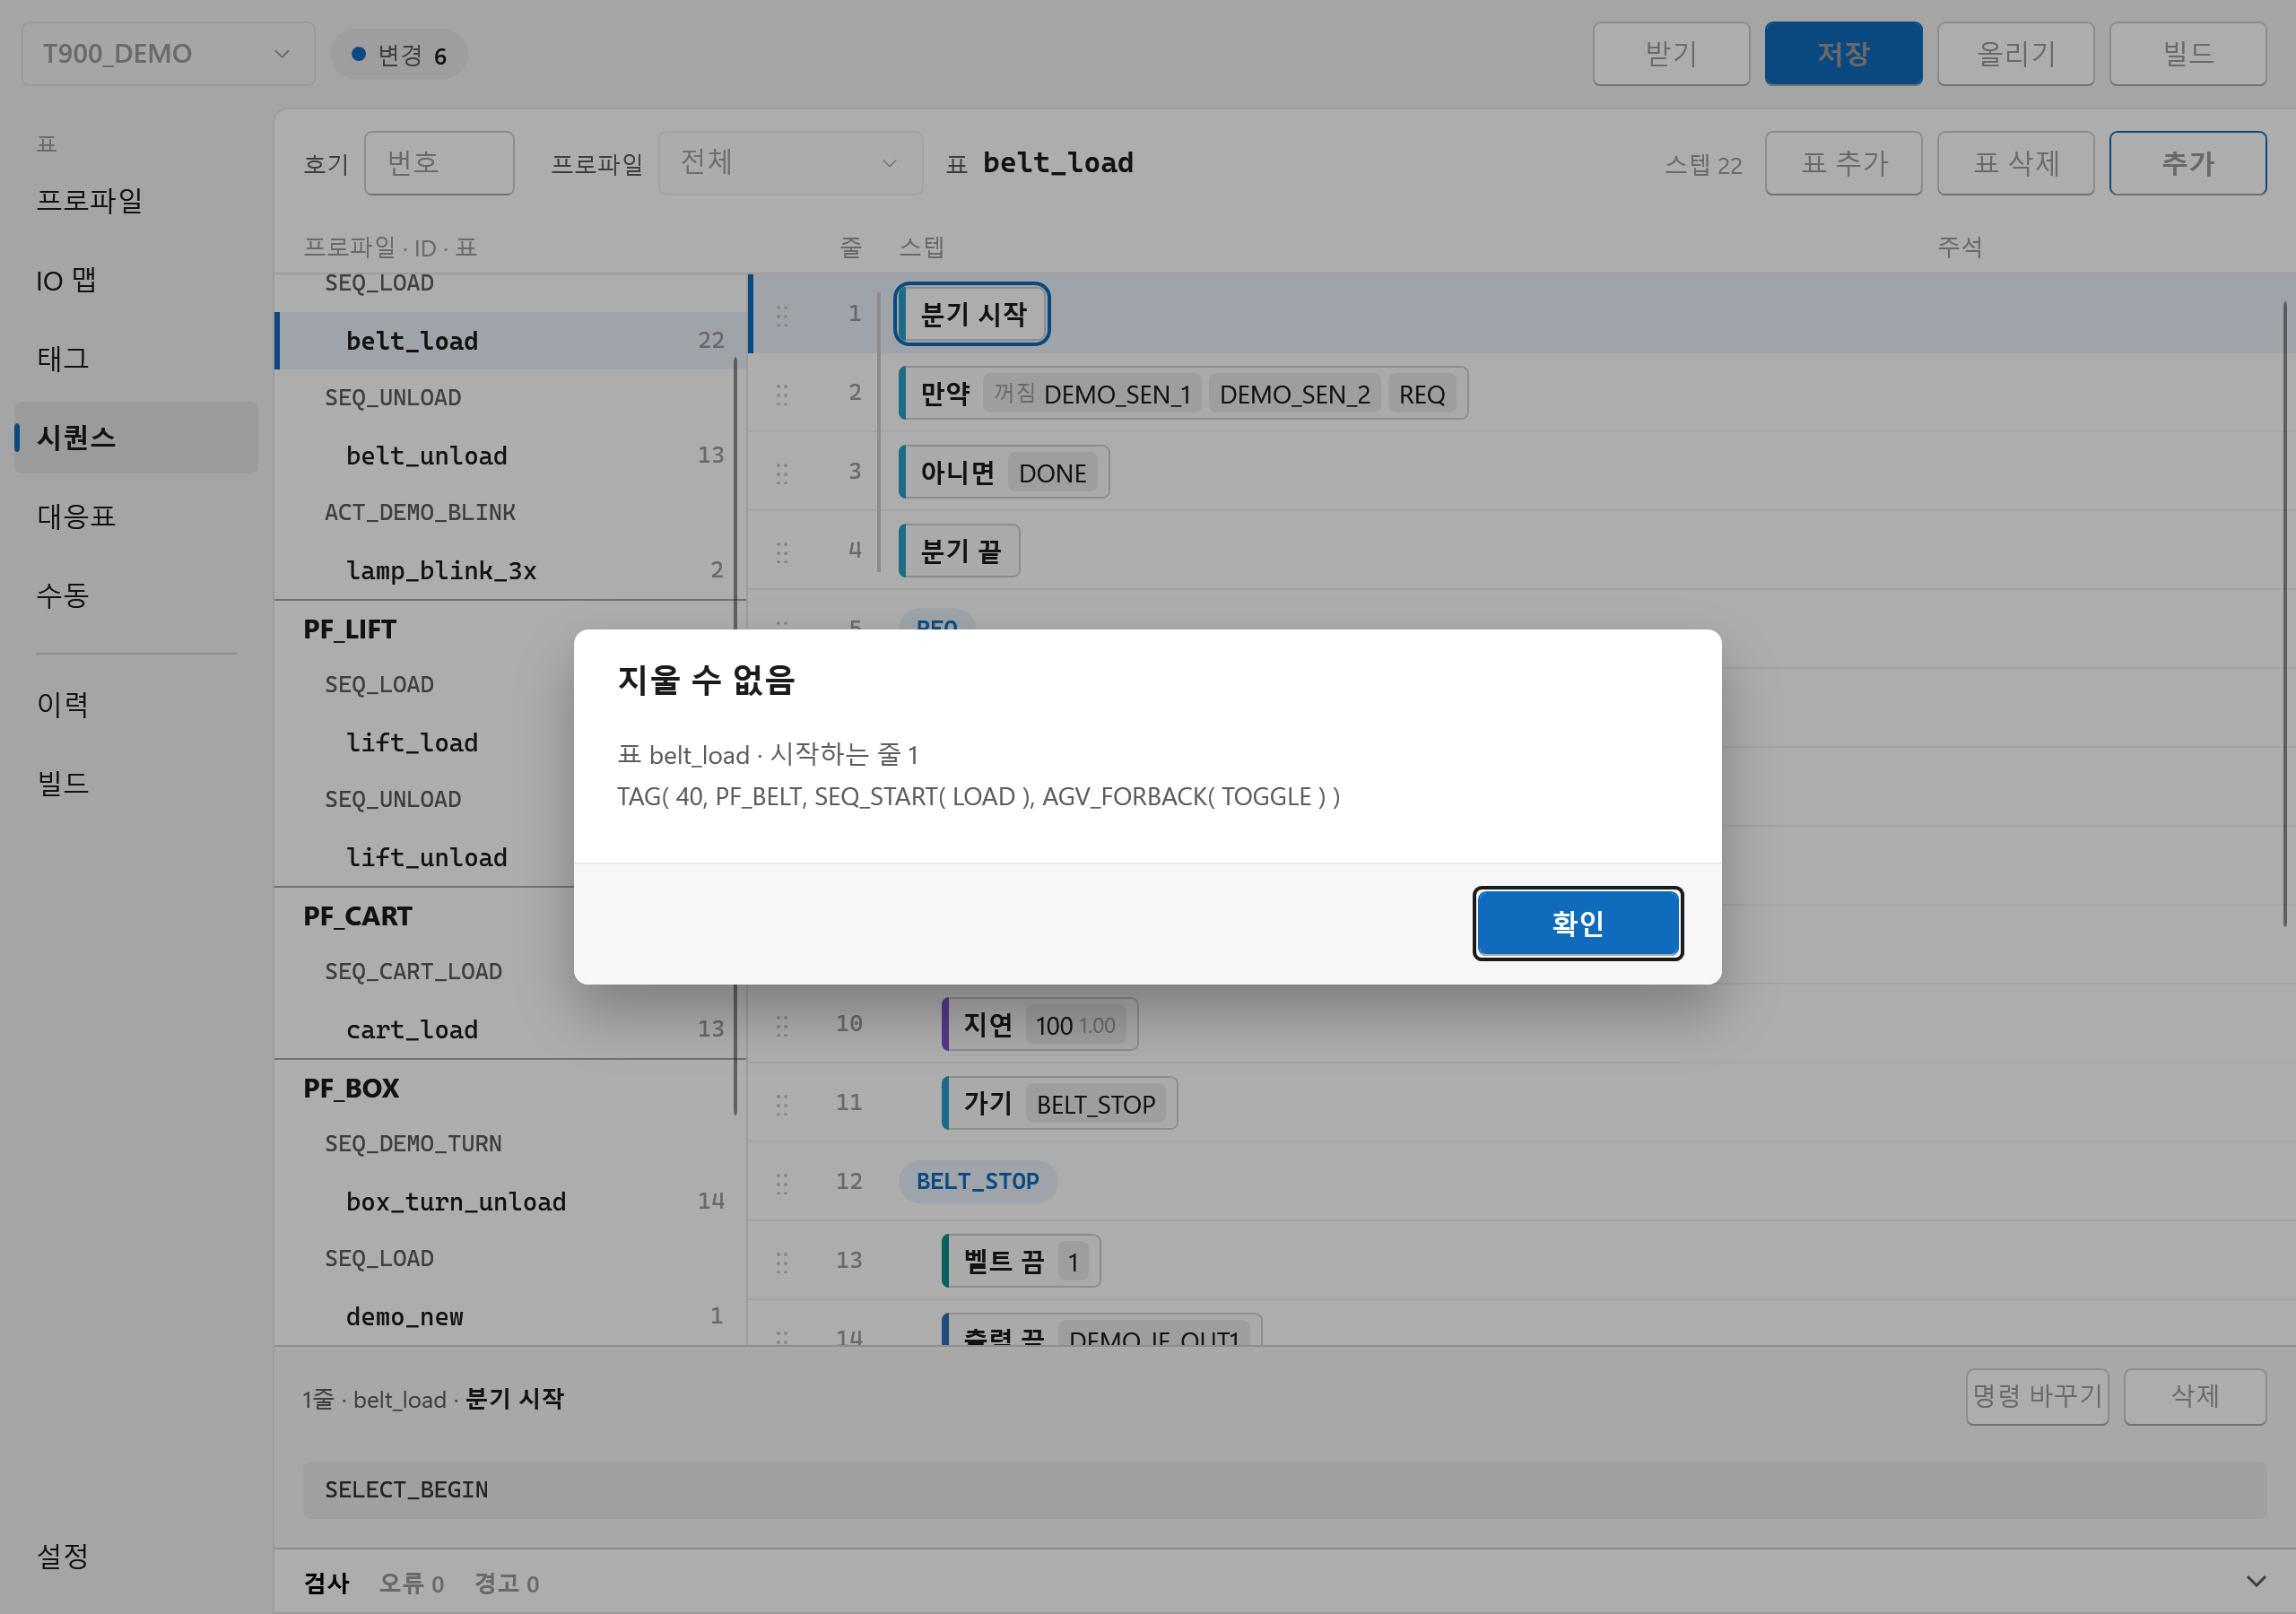 T900_DEMO
변경 6
받기
저장
올리기
빌드
표
프로파일
IO 맵
태그
시퀀스
대응표
수동
이력
빌드
설정
호기
번호
프로파일
전체
표 belt_load
스텝 22
표 추가
표 삭제
추가
프로파일 · ID · 표
줄
스텝
주석
SEQ_LOAD
belt_load 22
SEQ_UNLOAD
belt_unload 13
ACT_DEMO_BLINK
lamp_blink_3x 2
PF_LIFT
SEQ_LOAD
lift_load
SEQ_UNLOAD
lift_unload
PF_CART
SEQ_CART_LOAD
cart_load 13
PF_BOX
SEQ_DEMO_TURN
box_turn_unload 14
SEQ_LOAD
demo_new 1
1 분기 시작
2 만약 꺼짐 DEMO_SEN_1 DEMO_SEN_2 REQ
3 아니면 DONE
4 분기 끝
5 REQ
지울 수 없음
표 belt_load · 시작하는 줄 1
TAG( 40, PF_BELT, SEQ_START( LOAD ), AGV_FORBACK( TOGGLE ) )
확인
10 지연 100 1.00
11 가기 BELT_STOP
12 BELT_STOP
13 벨트 끔 1
14 출력 끔 DEMO_IF_OUT1
1줄 · belt_load · 분기 시작
명령 바꾸기
삭제
SELECT_BEGIN
검사 오류 0 경고 0